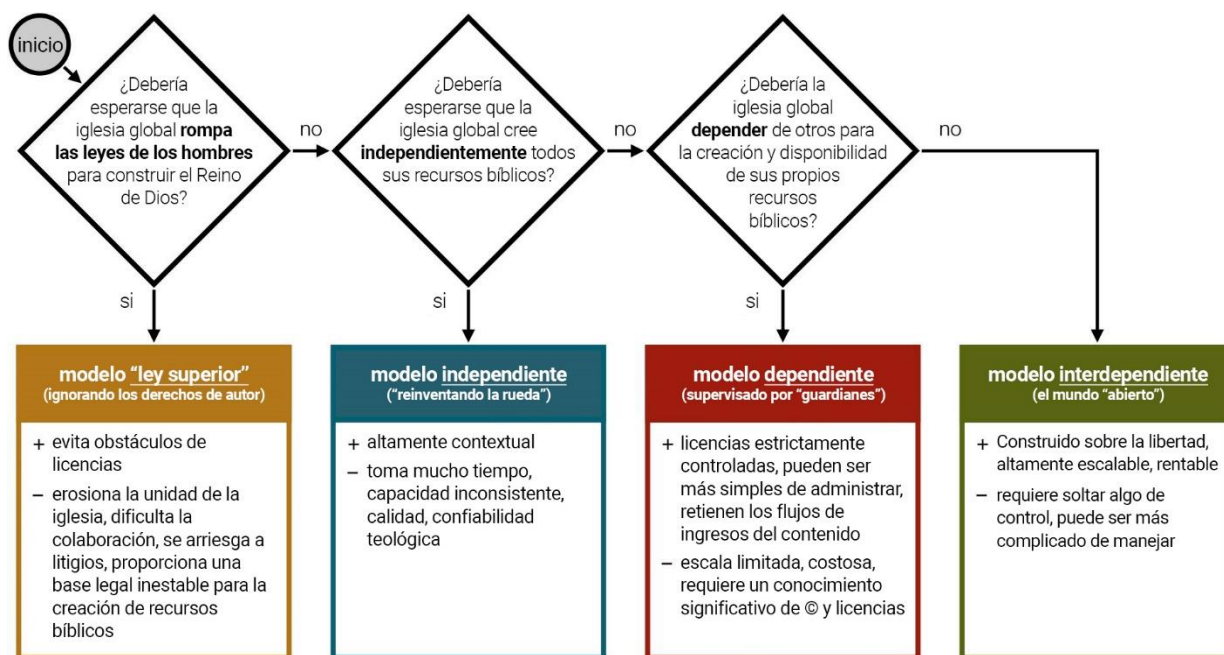 inicio
¿Debería
esperarse que la
iglesia global rompa
las leyes de los hombres
para construir el Reino
de Dios?
no
si
¿Debería
esperarse que la
iglesia global cree
independientemente todos
sus recursos bíblicos?
no
si
¿Debería la
iglesia global
depender de otros para
la creación y disponibilidad
de sus propios
recursos
bíblicos?
no
si
modelo “ley superior”
(ignorando los derechos de autor)
+ evita obstáculos de
licencias
– erosiona la unidad de la
iglesia, dificulta la
colaboración, se arriesga a
litigios, proporciona una
base legal inestable para la
creación de recursos
bíblicos
modelo independiente
(“reinventando la rueda”)
+ altamente contextual
– toma mucho tiempo,
capacidad inconsistente,
calidad, confiabilidad
teológica
modelo dependiente
(supervisado por “guardianes”)
+ licencias estrictamente
controladas, pueden ser
más simples de administrar,
retienen los flujos de
ingresos del contenido
– escala limitada, costosa,
requiere un conocimiento
significativo de © y licencias
modelo interdependiente
(el mundo “abierto”)
+ Construido sobre la libertad,
altamente escalable, rentable
– requiere soltar algo de
control, puede ser más
complicado de manejar